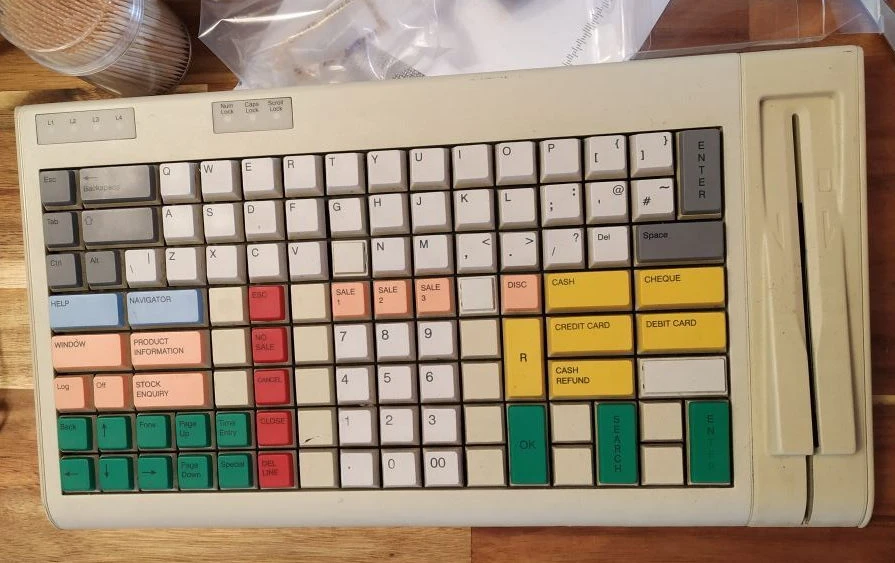 L1 L2 L3 L4
Num Lock Caps Lock Scroll Lock
Esc ← Backspace Q W E R T Y U I O P [ { ] } ENTER
Tab ⇧ A S D F G H J K L ; : ' @ # ~
Ctrl Alt \ | Z X C V N M , < . > / ? Del Space
HELP NAVIGATOR ESC SALE 1 SALE 2 SALE 3 DISC CASH CHEQUE
WINDOW PRODUCT INFORMATION NO SALE 7 8 9 R CREDIT CARD DEBIT CARD
Log Off STOCK ENQUIRY CANCEL 4 5 6 CASH REFUND
Back ↑ Forw Page Up Time Entry CLOSE 1 2 3 OK SEARCH
← ↓ → Page Down Special DEL LINE . 0 00